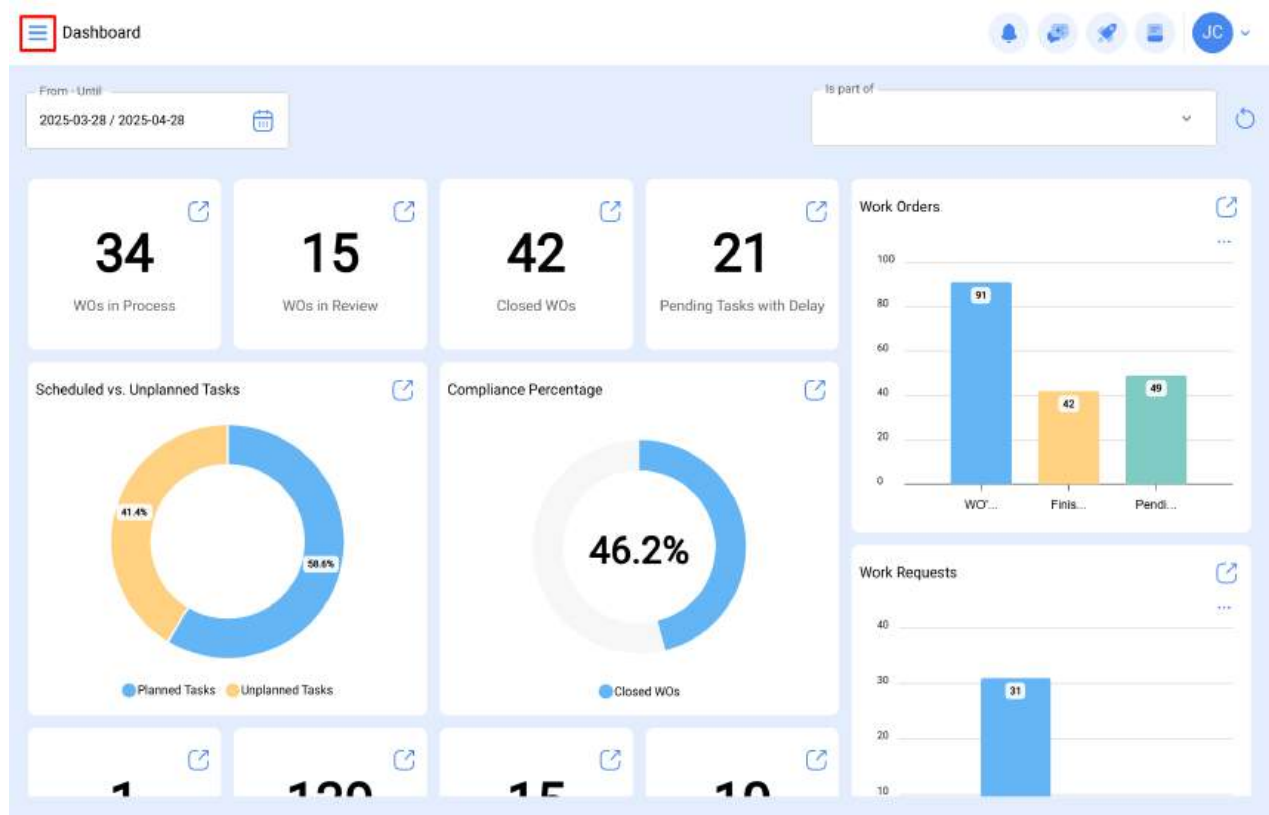 Dashboard
JC
From - Until
2025-03-28 / 2025-04-28
Is part of
34
WOs in Process
15
WOs in Review
42
Closed WOs
21
Pending Tasks with Delay
Work Orders
...
100
80
60
40
20
0
91
42
49
WO'...
Finis...
Pendi...
Scheduled vs. Unplanned Tasks
41.4%
58.6%
Planned Tasks
Unplanned Tasks
Compliance Percentage
46.2%
Closed WOs
Work Requests
...
40
30
20
10
31
1
15